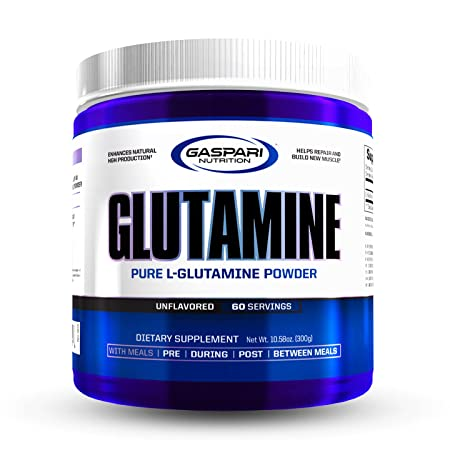 GASPARI
NUTRITION
ENHANCES NATURAL
HGH PRODUCTION†
HELPS REPAIR AND
BUILD NEW MUSCLE†
GLUTAMINE
PURE L-GLUTAMINE POWDER
UNFLAVORED 60 SERVINGS
DIETARY SUPPLEMENT Net Wt. 10.58oz. (300g)
WITH MEALS | PRE | DURING | POST | BETWEEN MEALS